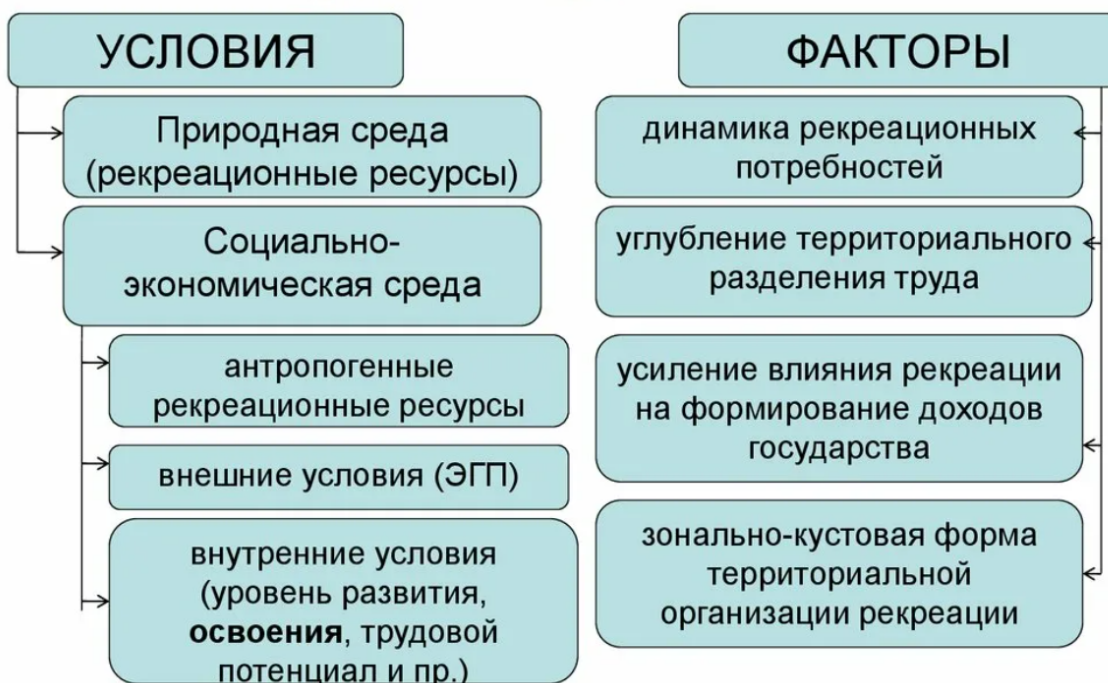 УСЛОВИЯ
Природная среда
(рекреационные ресурсы)
Социально-
экономическая среда
антропогенные
рекреационные ресурсы
внешние условия (ЭГП)
внутренние условия
(уровень развития,
освоения, трудовой
потенциал и пр.)
ФАКТОРЫ
динамика рекреационных
потребностей
углубление территориального
разделения труда
усиление влияния рекреации
на формирование доходов
государства
зонально-кустовая форма
территориальной
организации рекреации